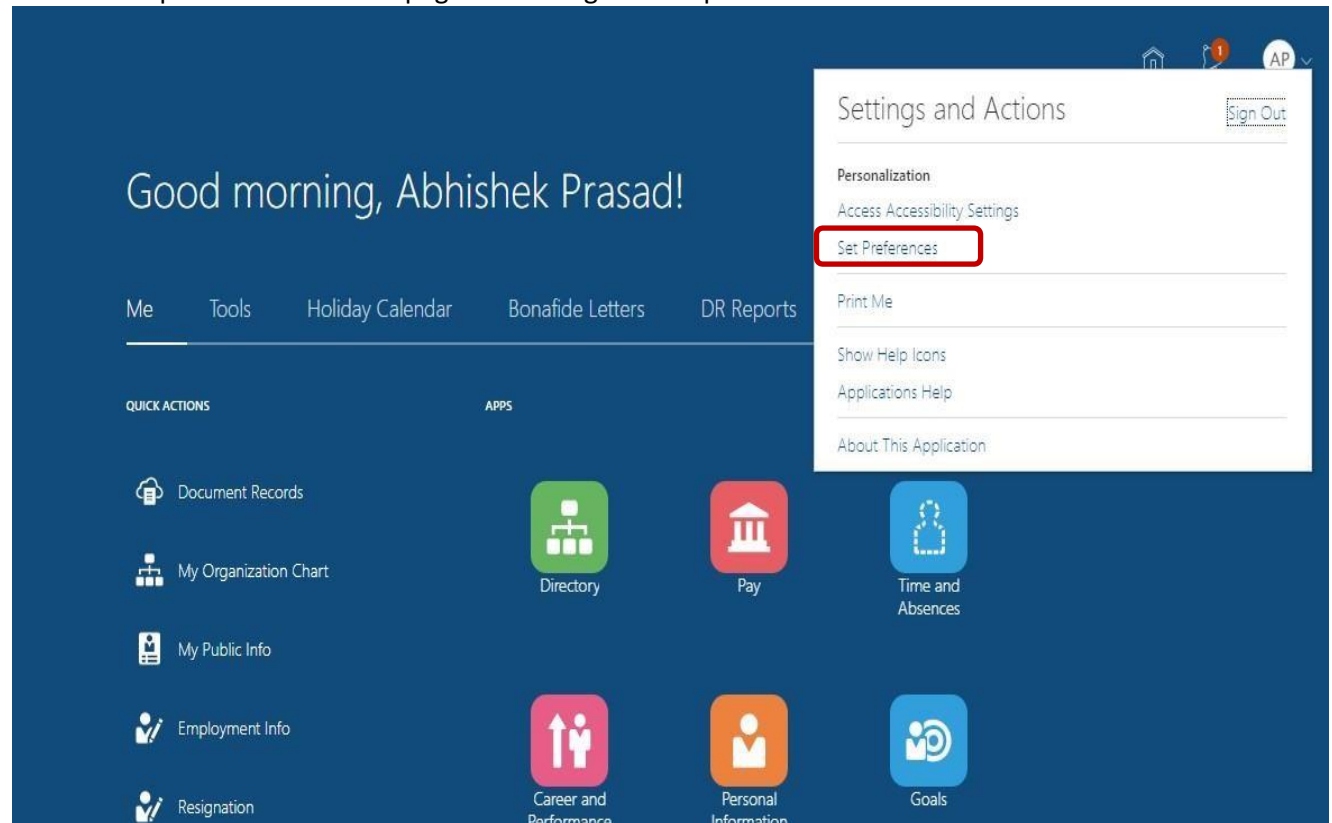 1
AP
Settings and Actions
Sign Out
Good morning, Abhishek Prasad!
Personalization
Access Accessibility Settings
Set Preferences
Me Tools Holiday Calendar Bonafide Letters DR Reports
Print Me
Show Help Icons
Applications Help
About This Application
QUICK ACTIONS
APPS
Document Records
My Organization Chart
My Public Info
Employment Info
Resignation
Directory
Pay
Time and
Absences
Career and
Performance
Personal
Information
Goals